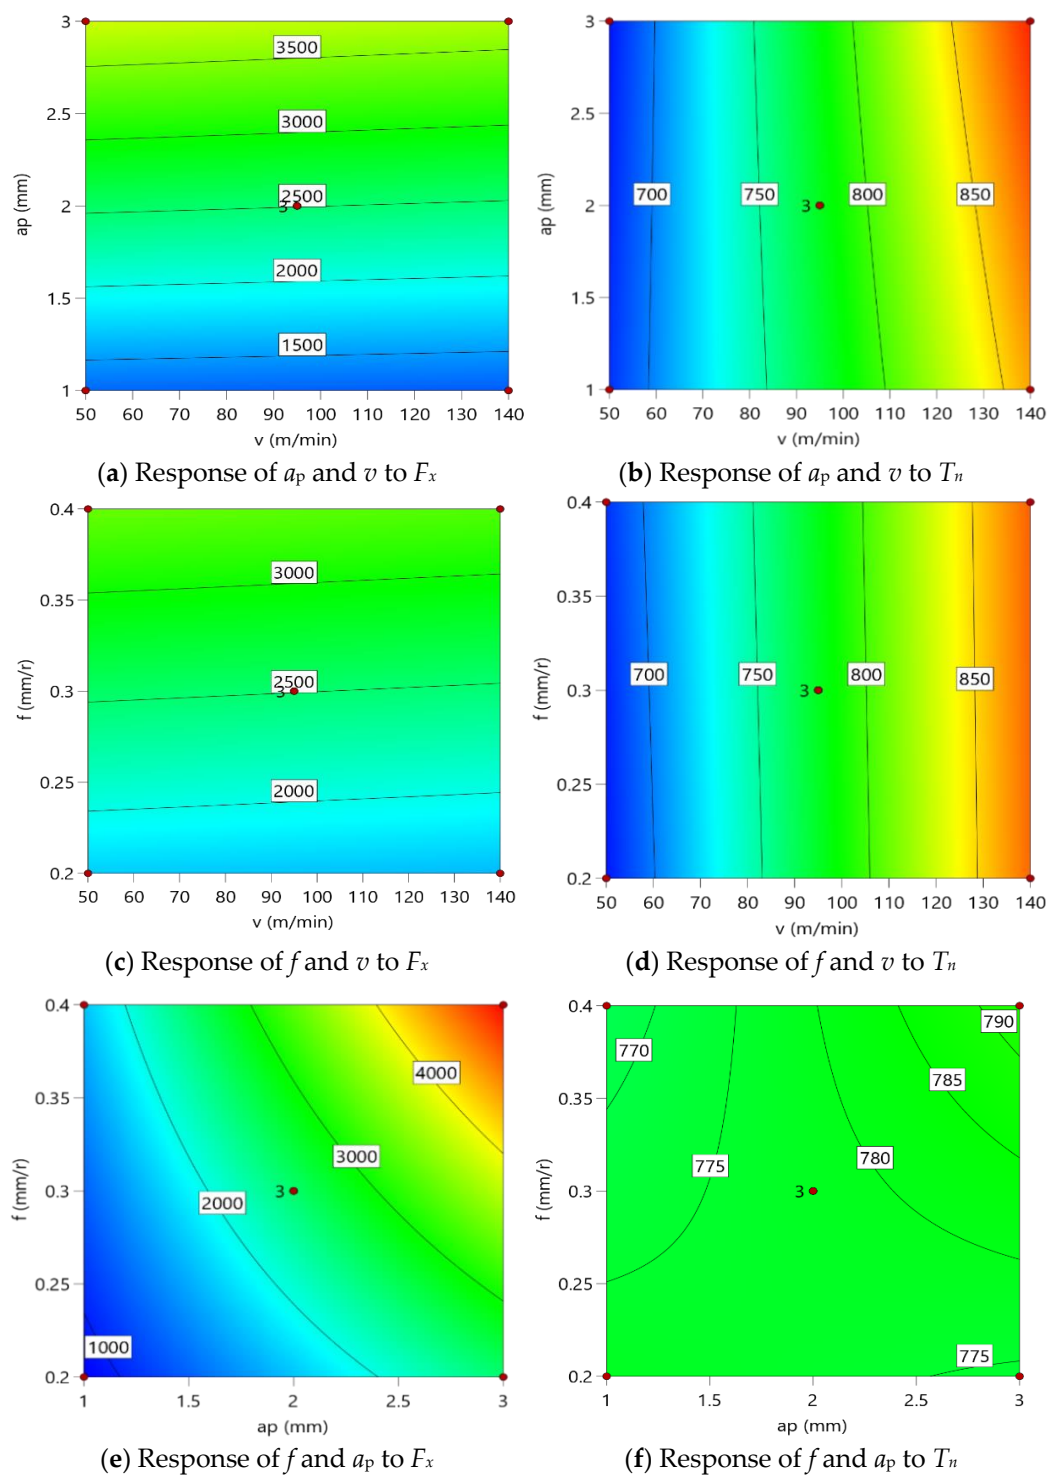 3
3500
2.5
3000
ap (mm)
2
2500
3
2000
1.5
1500
1
50 60 70 80 90 100 110 120 130 140
v (m/min)
(a) Response of ap and v to Fx
3
2.5
ap (mm)
2
700 750 800 850
3
1.5
1
50 60 70 80 90 100 110 120 130 140
v (m/min)
(b) Response of ap and v to Tn
0.4
3000
0.35
f (mm/r)
0.3
2500
3
2000
0.25
0.2
50 60 70 80 90 100 110 120 130 140
v (m/min)
(c) Response of f and v to Fx
0.4
0.35
f (mm/r)
0.3
700 750 800 850
3
0.25
0.2
50 60 70 80 90 100 110 120 130 140
v (m/min)
(d) Response of f and v to Tn
0.4
4000
0.35
3000
f (mm/r)
0.3
3
2000
0.25
1000
0.2
1 1.5 2 2.5 3
ap (mm)
(e) Response of f and ap to Fx
0.4
790
770
785
0.35
775
780
f (mm/r)
0.3
3
0.25
775
0.2
1 1.5 2 2.5 3
ap (mm)
(f) Response of f and ap to Tn